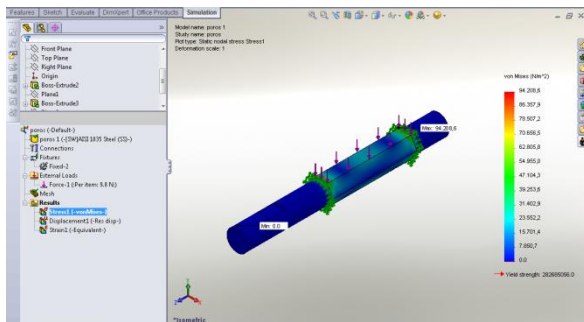 Features Sketch Evaluate DimXpert Office Products Simulation
Front Plane
Top Plane
Right Plane
Origin
Boss-Extrude2
Plane1
Boss-Extrude3
poros (-Default-)
poros 1 (-[SW]AISI 1035 Steel (SS)-)
Connections
Fixtures
Fixed-2
External Loads
Force-1 (:Per item: 9.8 N:)
Mesh
Results
Stress1 (-vonMises-)
Displacement1 (-Res disp-)
Strain1 (-Equivalent-)
Model name: poros 1
Study name: poros
Plot type: Static nodal stress Stress1
Deformation scale: 1
Max: 94.208,6
Min: 0.0
von Mises (N/m^2)
94.208,6
86.357,9
78.507,2
70.656,5
62.805,8
54.955,0
47.104,3
39.253,6
31.402,9
23.552,2
15.701,4
7.850,7
0.0
Yield strength: 282685056.0
*Isometric